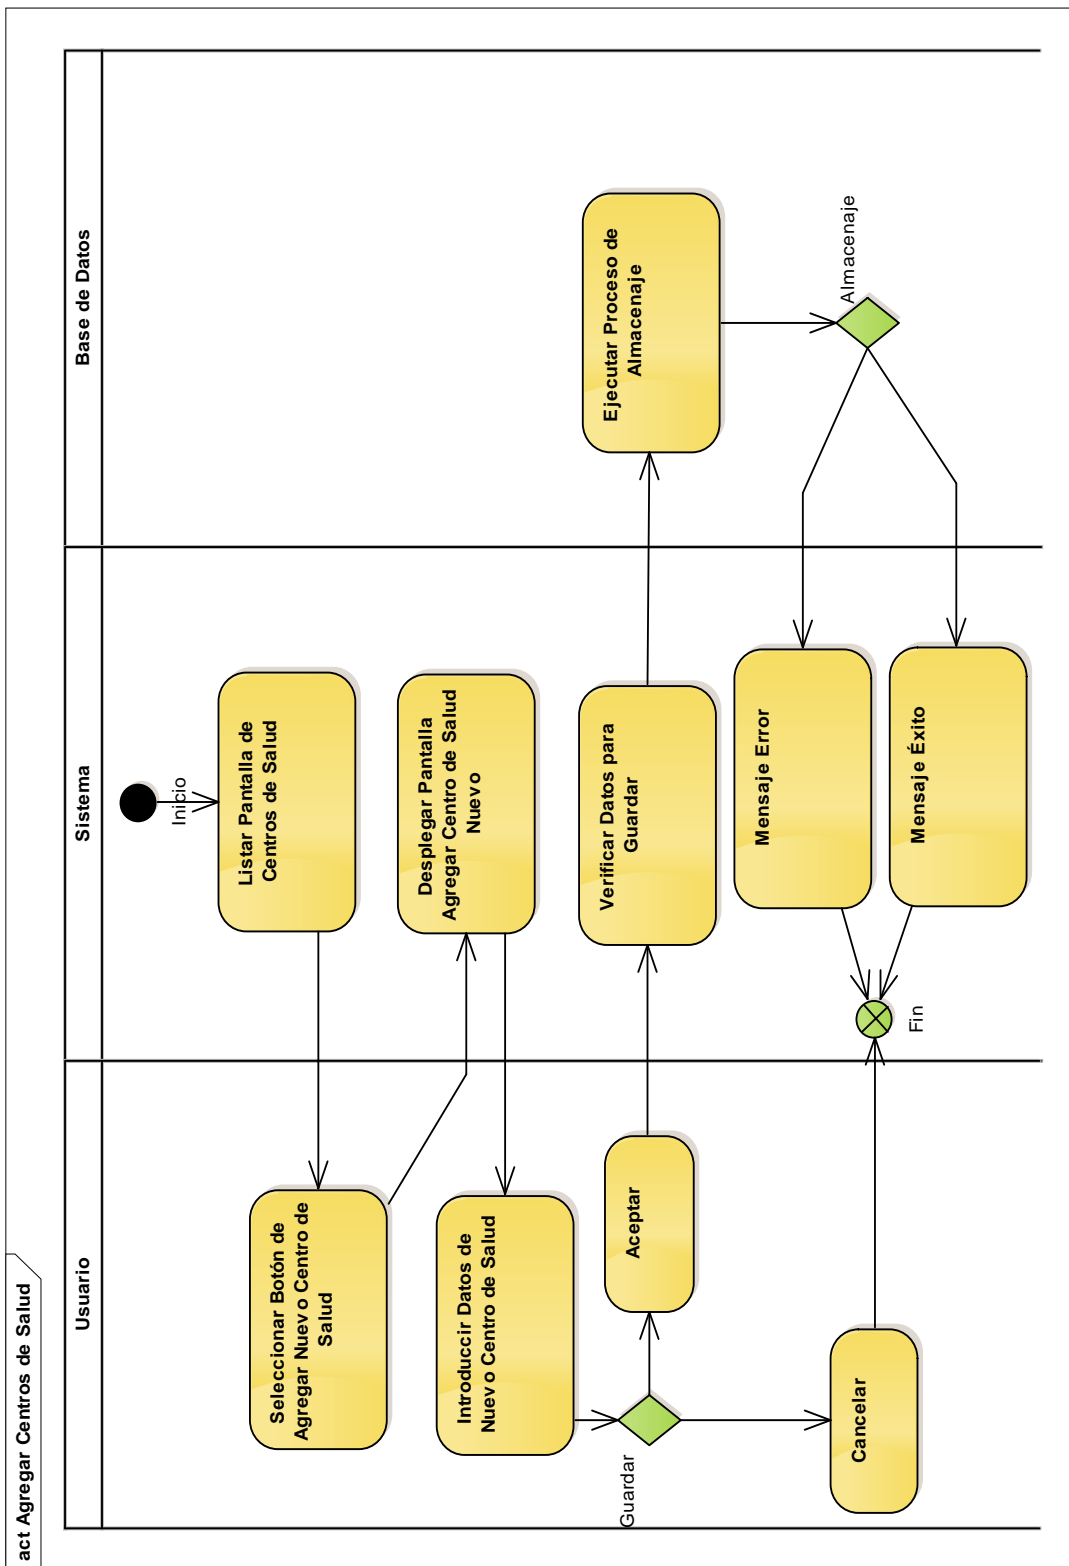 act Agregar Centros de Salud
Usuario
Sistema
Base de Datos
Inicio
Listar Pantalla de
Centros de Salud
Seleccionar Botón de
Agregar Nuevo Centro de
Salud
Desplegar Pantalla
Agregar Centro de Salud
Nuevo
Introduccir Datos de
Nuevo Centro de Salud
Guardar
Aceptar
Verificar Datos para
Guardar
Ejecutar Proceso de
Almacenaje
Almacenaje
Mensaje Error
Mensaje Éxito
Cancelar
Fin